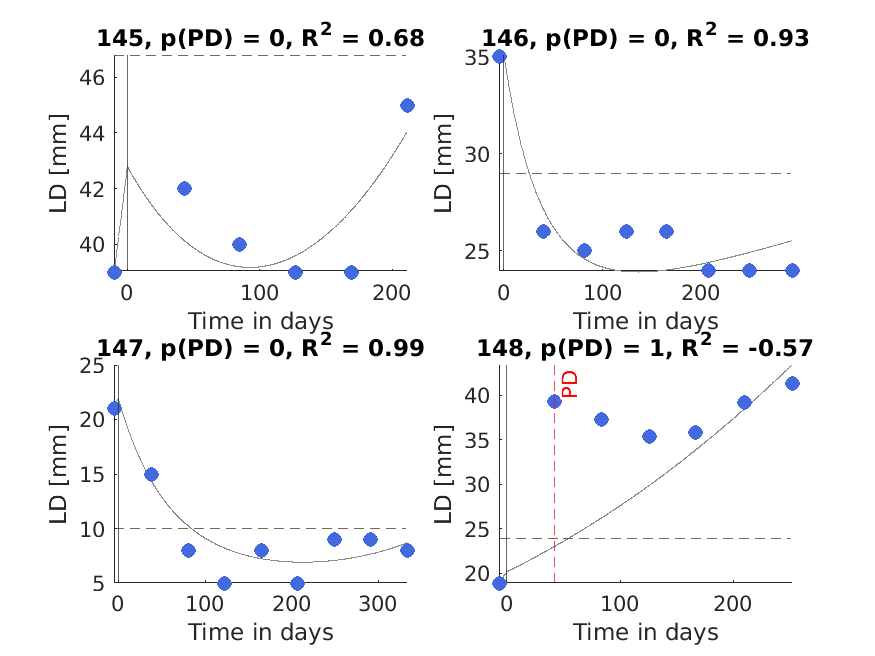 145, p(PD) = 0, R² = 0.68
46
44
42
40
LD [mm]
0
100
200
Time in days
146, p(PD) = 0, R² = 0.93
35
30
25
LD [mm]
0
100
200
Time in days
147, p(PD) = 0, R² = 0.99
25
20
15
10
5
LD [mm]
0
100
200
300
Time in days
148, p(PD) = 1, R² = -0.57
PD
40
35
30
25
20
LD [mm]
0
100
200
Time in days